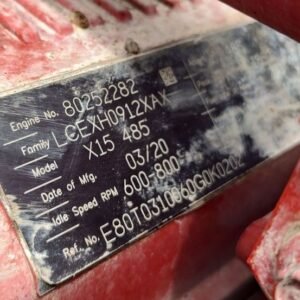 Engine No. 80252282
Family LCEXH0912XAX
Model X15 485
Date of Mfg. 03/20
Idle Speed RPM 600-800
Ref. No.